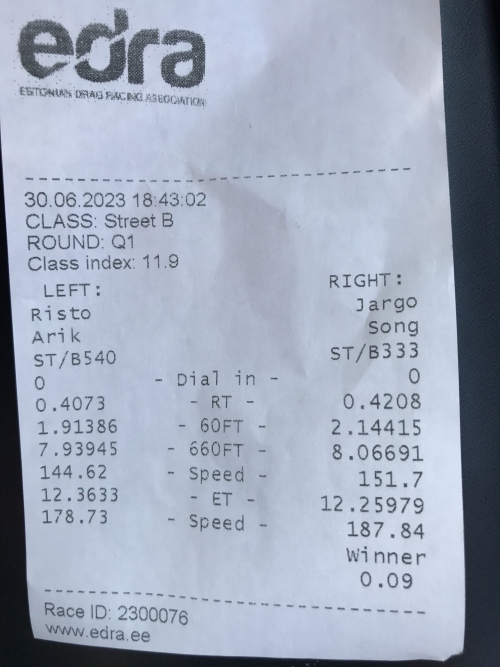 edra
ESTONIAN DRAG RACING ASSOCIATION
30.06.2023 18:43:02
CLASS: Street B
ROUND: Q1
Class index: 11.9
LEFT: RIGHT:
Risto Jargo
Arik Song
ST/B540 ST/B333
0 - Dial in - 0
0.4073 - RT - 0.4208
1.91386 - 60FT - 2.14415
7.93945 - 660FT - 8.06691
144.62 - Speed - 151.7
12.3633 - ET - 12.25979
178.73 - Speed - 187.84
Winner
0.09
Race ID: 2300076
www.edra.ee